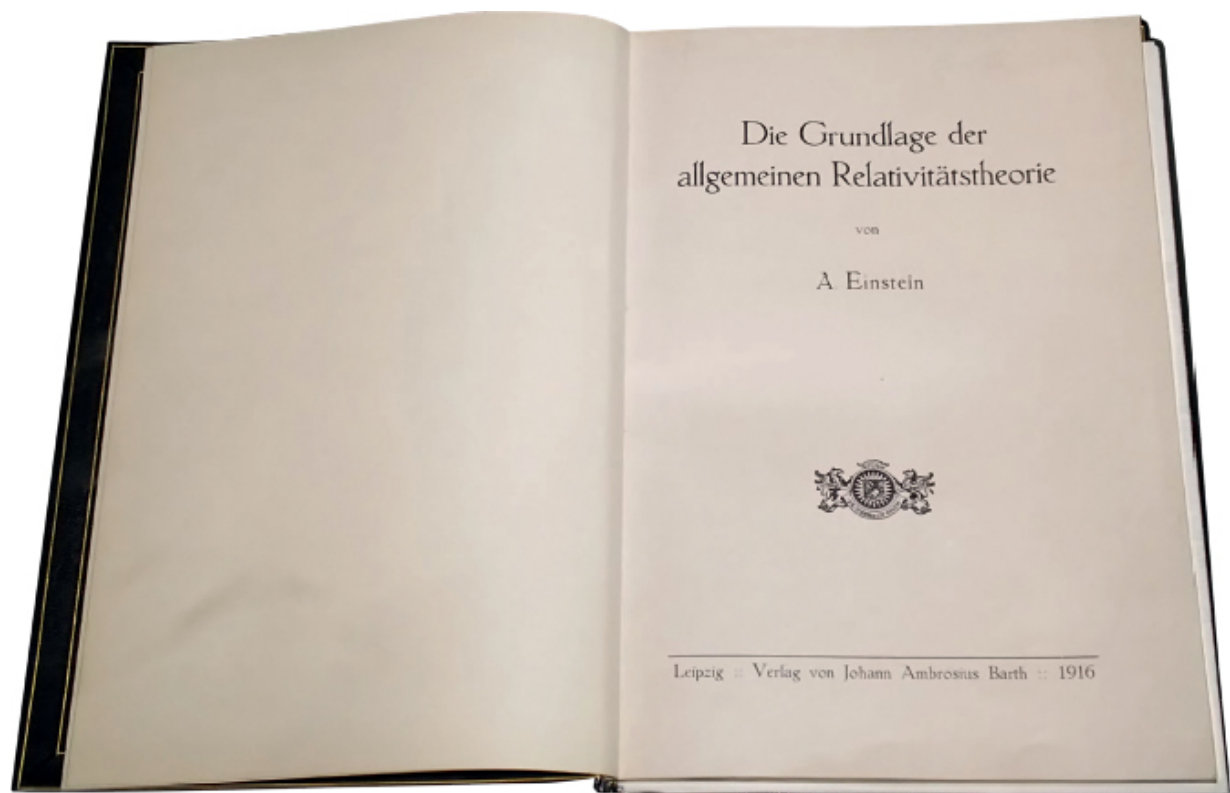 Die Grundlage der
allgemeinen Relativitätstheorie
von
A. Einstein
Leipzig :: Verlag von Johann Ambrosius Barth :: 1916